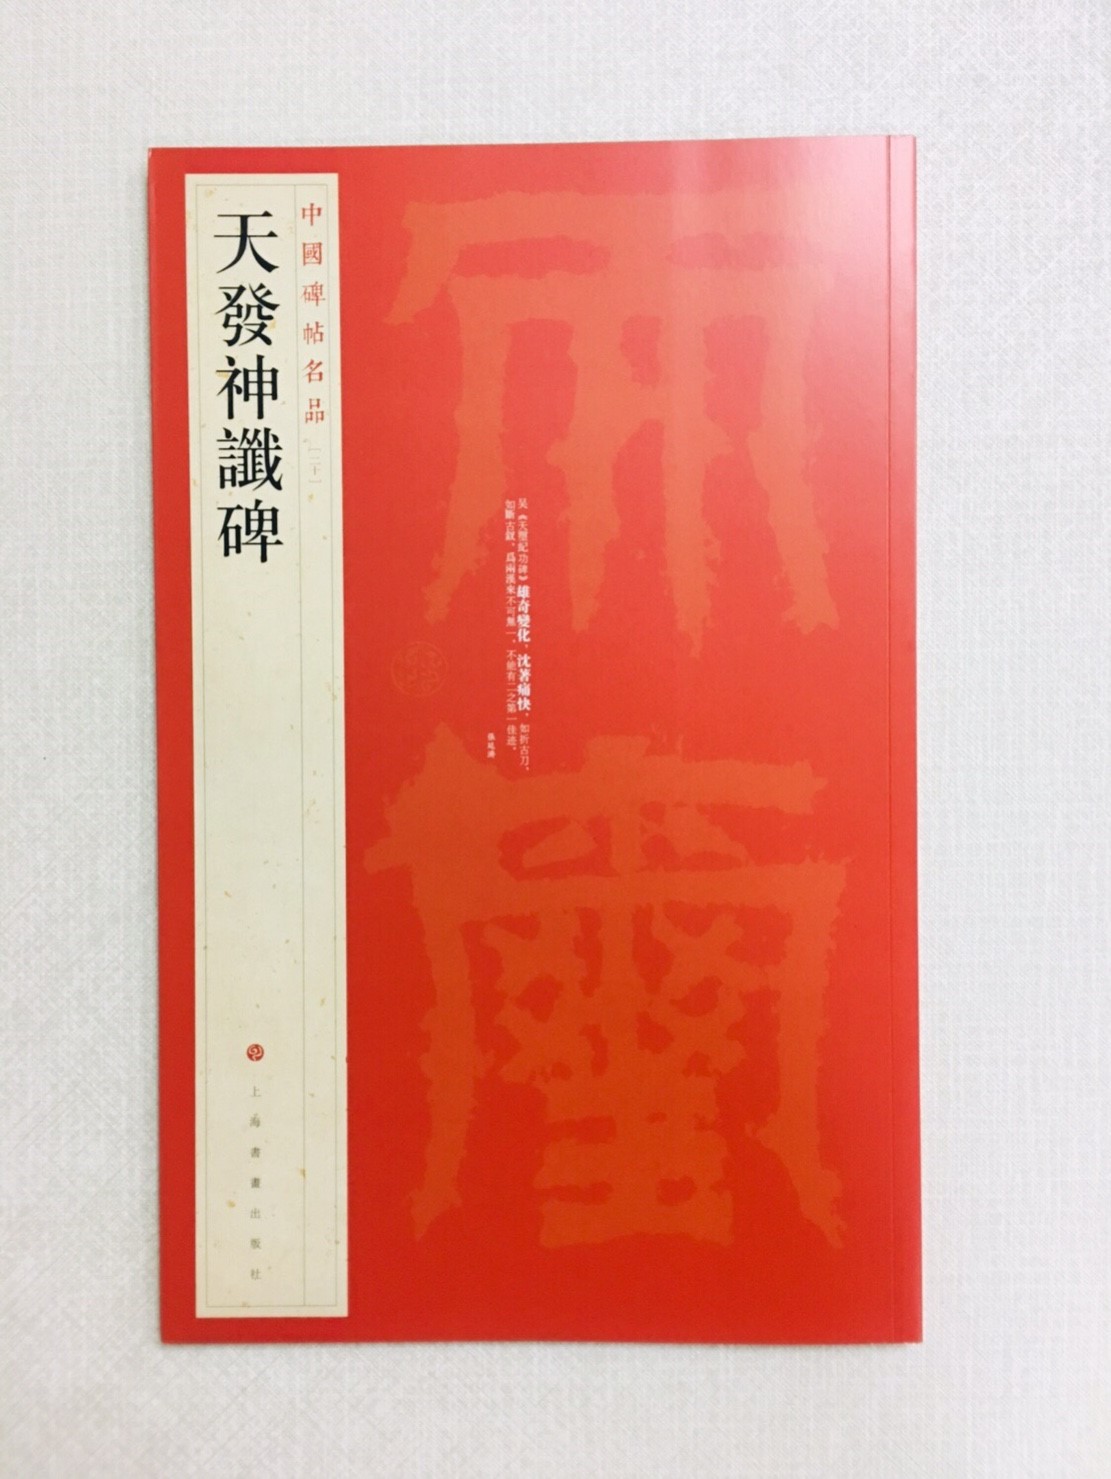 中國碑帖名品
[二十]
天發神讖碑
上海書畫出版社
吴《天璽紀功碑》雄奇變化，沈著痛快，如折古刀，
如斷古釵，爲兩漢來不可無一，不能有二之第一佳迹。
張廷濟